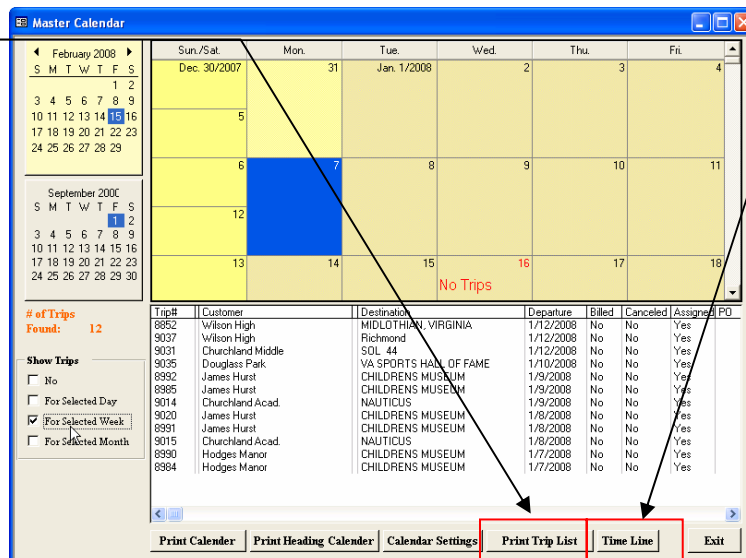 Master Calendar
February 2008
S M T W T F S
1 2
3 4 5 6 7 8 9
10 11 12 13 14 15 16
17 18 19 20 21 22 23
24 25 26 27 28 29
September 200
S M T W T F S
1 2
3 4 5 6 7 8 9
10 11 12 13 14 15 16
17 18 19 20 21 22 23
24 25 26 27 28 29 30
# of Trips
Found: 12
Show Trips
No
For Selected Day
For Selected Week
For Selected Month
Sun./Sat. Mon. Tue. Wed. Thu. Fri.
Dec. 30/2007 31 Jan. 1/2008 2 3 4
5
6 7 8 9 10 11
12
13 14 15 16 17 18
No Trips
Trip# Customer Destination Departure Billed Canceled Assigned PO
8852 Wilson High MIDLOTHIAN, VIRGINIA 1/12/2008 No No Yes
9037 Wilson High Richmond 1/12/2008 No No Yes
9031 Churchland Middle SOL 44 1/12/2008 No No Yes
9035 Douglass Park VA SPORTS HALL OF FAME 1/10/2008 No No Yes
8992 James Hurst CHILDRENS MUSEUM 1/9/2008 No No Yes
8985 James Hurst CHILDRENS MUSEUM 1/9/2008 No No Yes
9014 Churchland Acad. NAUTICUS 1/9/2008 No No Yes
9020 James Hurst CHILDRENS MUSEUM 1/8/2008 No No Yes
8991 James Hurst CHILDRENS MUSEUM 1/8/2008 No No Yes
9015 Churchland Acad. NAUTICUS 1/8/2008 No No Yes
8990 Hodges Manor CHILDRENS MUSEUM 1/7/2008 No No Yes
8984 Hodges Manor CHILDRENS MUSEUM 1/7/2008 No No Yes
Print Calender Print Heading Calender Calendar Settings Print Trip List Time Line Exit